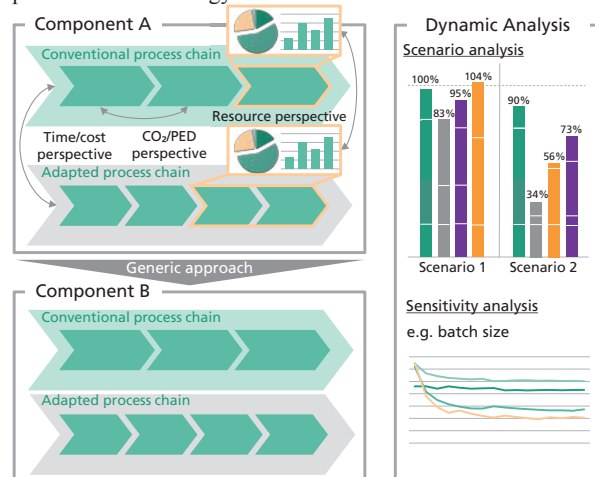 Component A
Conventional process chain
Resource perspective
Time/cost
perspective
CO₂/PED
perspective
Adapted process chain
Generic approach
Component B
Conventional process chain
Adapted process chain
Dynamic Analysis
Scenario analysis
100%
83%
95%
104%
90%
34%
56%
73%
Scenario 1
Scenario 2
Sensitivity analysis
e.g. batch size